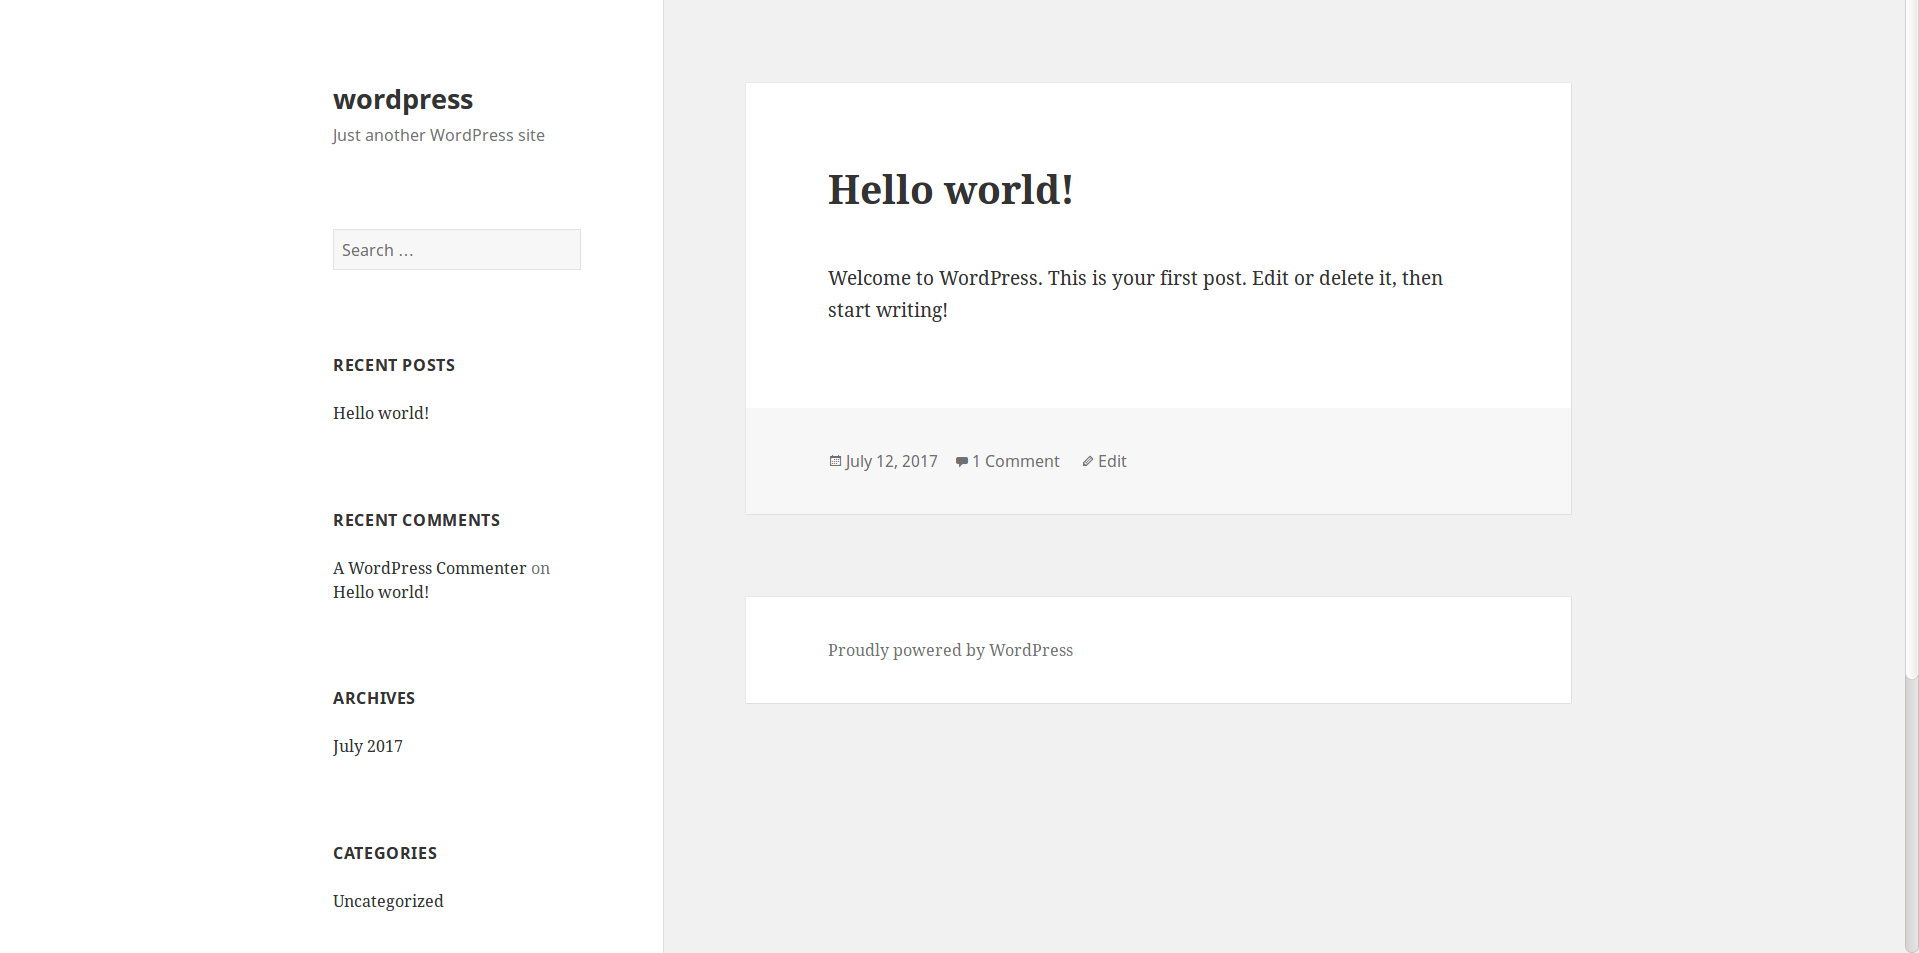 wordpress
Just another WordPress site
Search …
RECENT POSTS
Hello world!
RECENT COMMENTS
A WordPress Commenter on
Hello world!
ARCHIVES
July 2017
CATEGORIES
Uncategorized
Hello world!
Welcome to WordPress. This is your first post. Edit or delete it, then
start writing!
July 12, 2017 1 Comment Edit
Proudly powered by WordPress